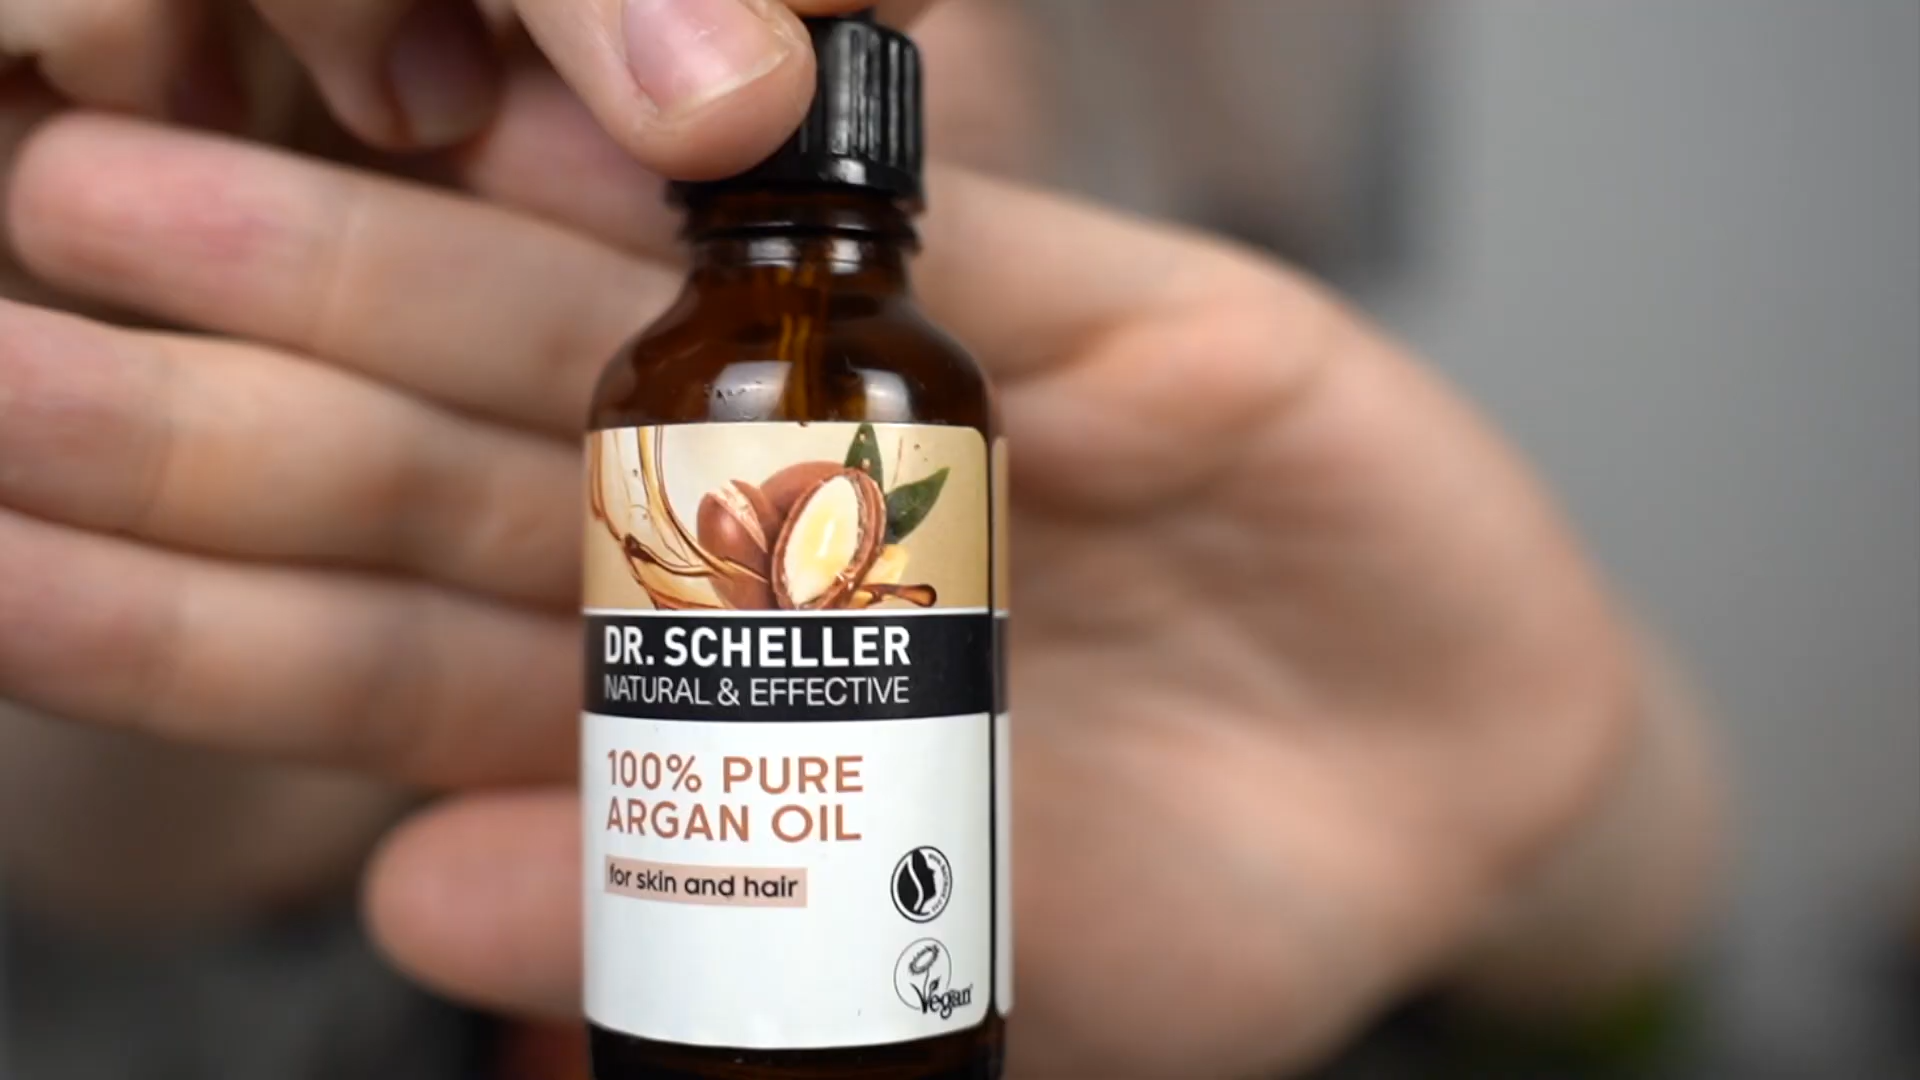 DR. SCHELLER
NATURAL & EFFECTIVE
100% PURE
ARGAN OIL
for skin and hair
Vegan